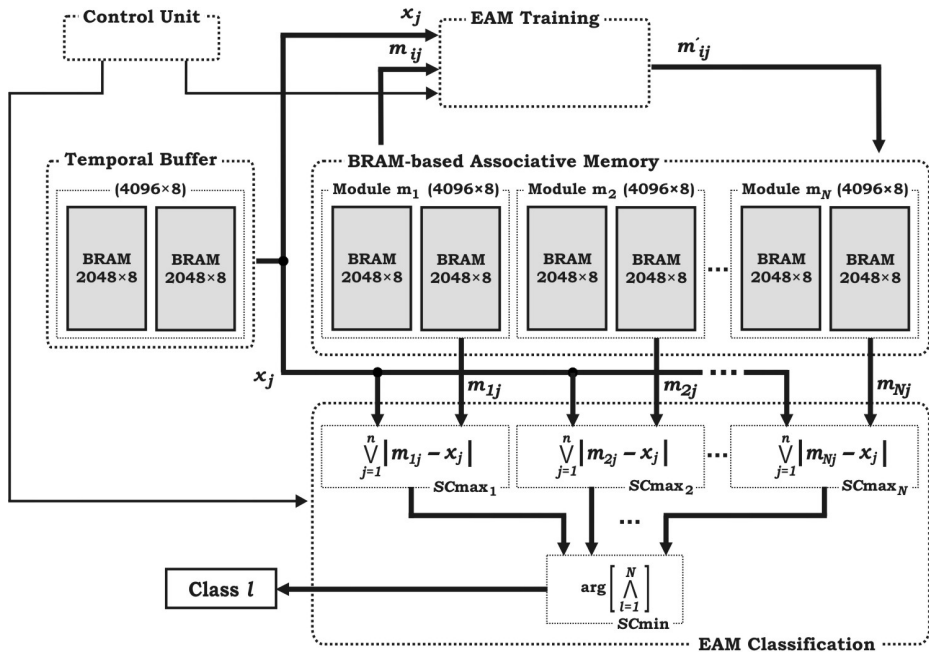 Control Unit
EAM Training
x_j
m_ij
m´_ij
Temporal Buffer
(4096×8)
BRAM
2048×8
BRAM
2048×8
BRAM-based Associative Memory
Module m_1 (4096×8)
Module m_2 (4096×8)
Module m_N (4096×8)
BRAM
2048×8
BRAM
2048×8
BRAM
2048×8
BRAM
2048×8
...
BRAM
2048×8
BRAM
2048×8
x_j
m_1j
m_2j
...
m_Nj
n ⋁ j=1 |m_1j − x_j|
SCmax_1
n ⋁ j=1 |m_2j − x_j|
SCmax_2
...
n ⋁ j=1 |m_Nj − x_j|
SCmax_N
...
Class l
arg[ N ⋀ l=1 ]
SCmin
EAM Classification